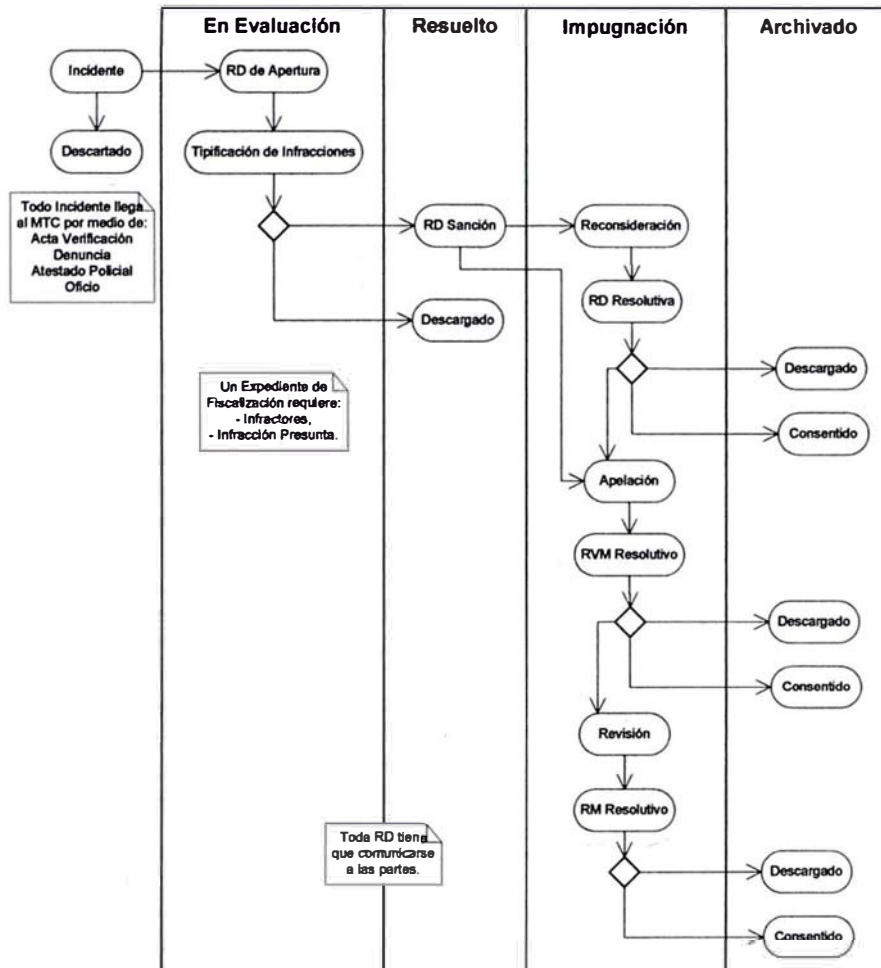 En Evaluación
Resuelto
Impugnación
Archivado
Incidente
RD de Apertura
Descartado
Tipificación de Infracciones
Todo Incidente llega
al MTC por medio de:
Acta Verificación
Denuncia
Atestado Policial
Oficio
RD Sanción
Reconsideración
RD Resolutiva
Descargado
Descargado
Un Expediente de
Fiscalización requiere:
- Infractores,
- Infracción Presunta.
Consentido
Apelación
RVM Resolutivo
Descargado
Consentido
Revisión
RM Resolutivo
Toda RD tiene
que comunicarse
a las partes.
Descargado
Consentido